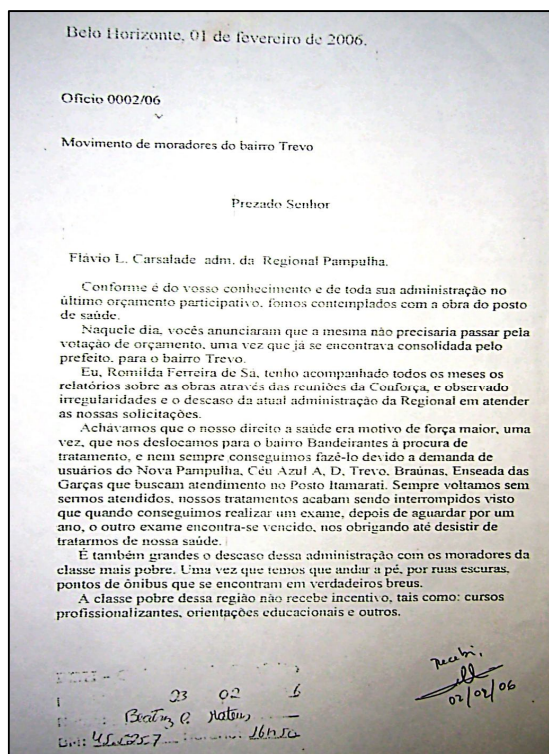 Belo Horizonte, 01 de fevereiro de 2006.
Oficio 0002/06
Movimento de moradores do bairro Trevo
Prezado Senhor
Flávio L. Carsalade adm. da Regional Pampulha.
Conforme é do vosso conhecimento e de toda sua administração no
último orçamento participativo, fomos contemplados com a obra do posto
de saúde.
Naquele dia, vocês anunciaram que a mesma não precisaria passar pela
votação de orçamento, uma vez que já se encontrava consolidada pelo
prefeito, para o bairro Trevo.
Eu, Romilda Ferreira de Sá, tenho acompanhado todos os meses os
relatórios sobre as obras através das reuniões da Conforça, e observado
irregularidades e o descaso da atual administração da Regional em atender
as nossas solicitações.
Achávamos que o nosso direito a saúde era motivo de força maior, uma
vez, que nos deslocamos para o bairro Bandeirantes à procura de
tratamento, e nem sempre conseguimos fazê-lo devido a demanda de
usuários do Nova Pampulha, Céu Azul A, D, Trevo, Braúnas, Enseada das
Garças que buscam atendimento no Posto Itamarati. Sempre voltamos sem
sermos atendidos, nossos tratamentos acabam sendo interrompidos visto
que quando conseguimos realizar um exame, depois de aguardar por um
ano, o outro exame encontra-se vencido, nos obrigando até desistir de
tratarmos de nossa saúde.
É também grandes o descaso dessa administração com os moradores da
classe mais pobre. Uma vez que temos que andar a pé, por ruas escuras,
pontos de ônibus que se encontram em verdadeiros breus.
A classe pobre dessa região não recebe incentivo, tais como: cursos
profissionalizantes, orientações educacionais e outros.
Recebi,
02/02/06
23 02 6
Beatriz